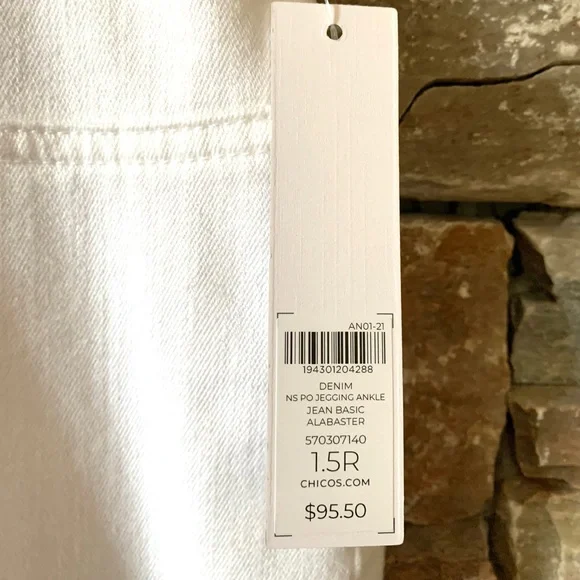 AN01-21
194301204288
DENIM
NS PO JEGGING ANKLE
JEAN BASIC
ALABASTER
570307140
1.5R
CHICOS.COM
$95.50